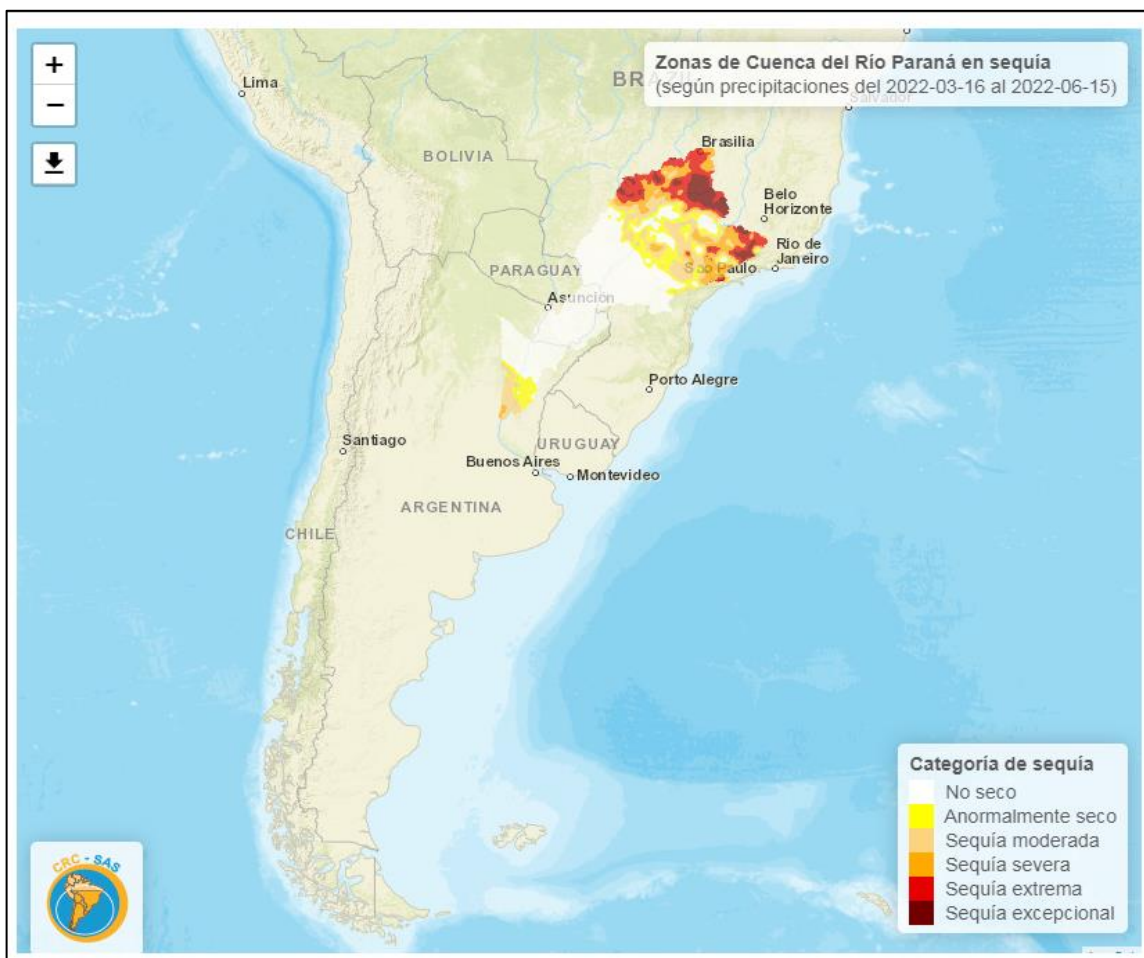 +
−
Zonas de Cuenca del Río Paraná en sequía
(según precipitaciones del 2022-03-16 al 2022-06-15)
Lima
Salvador
BOLIVIA
Brasilia
Belo
Horizonte
Rio de
Janeiro
PARAGUAY
Sao Paulo
Asunción
Porto Alegre
Santiago
URUGUAY
Buenos Aires
Montevideo
ARGENTINA
CHILE
Categoría de sequía
No seco
Anormalmente seco
Sequía moderada
Sequía severa
Sequía extrema
Sequía excepcional
CRC - SAS